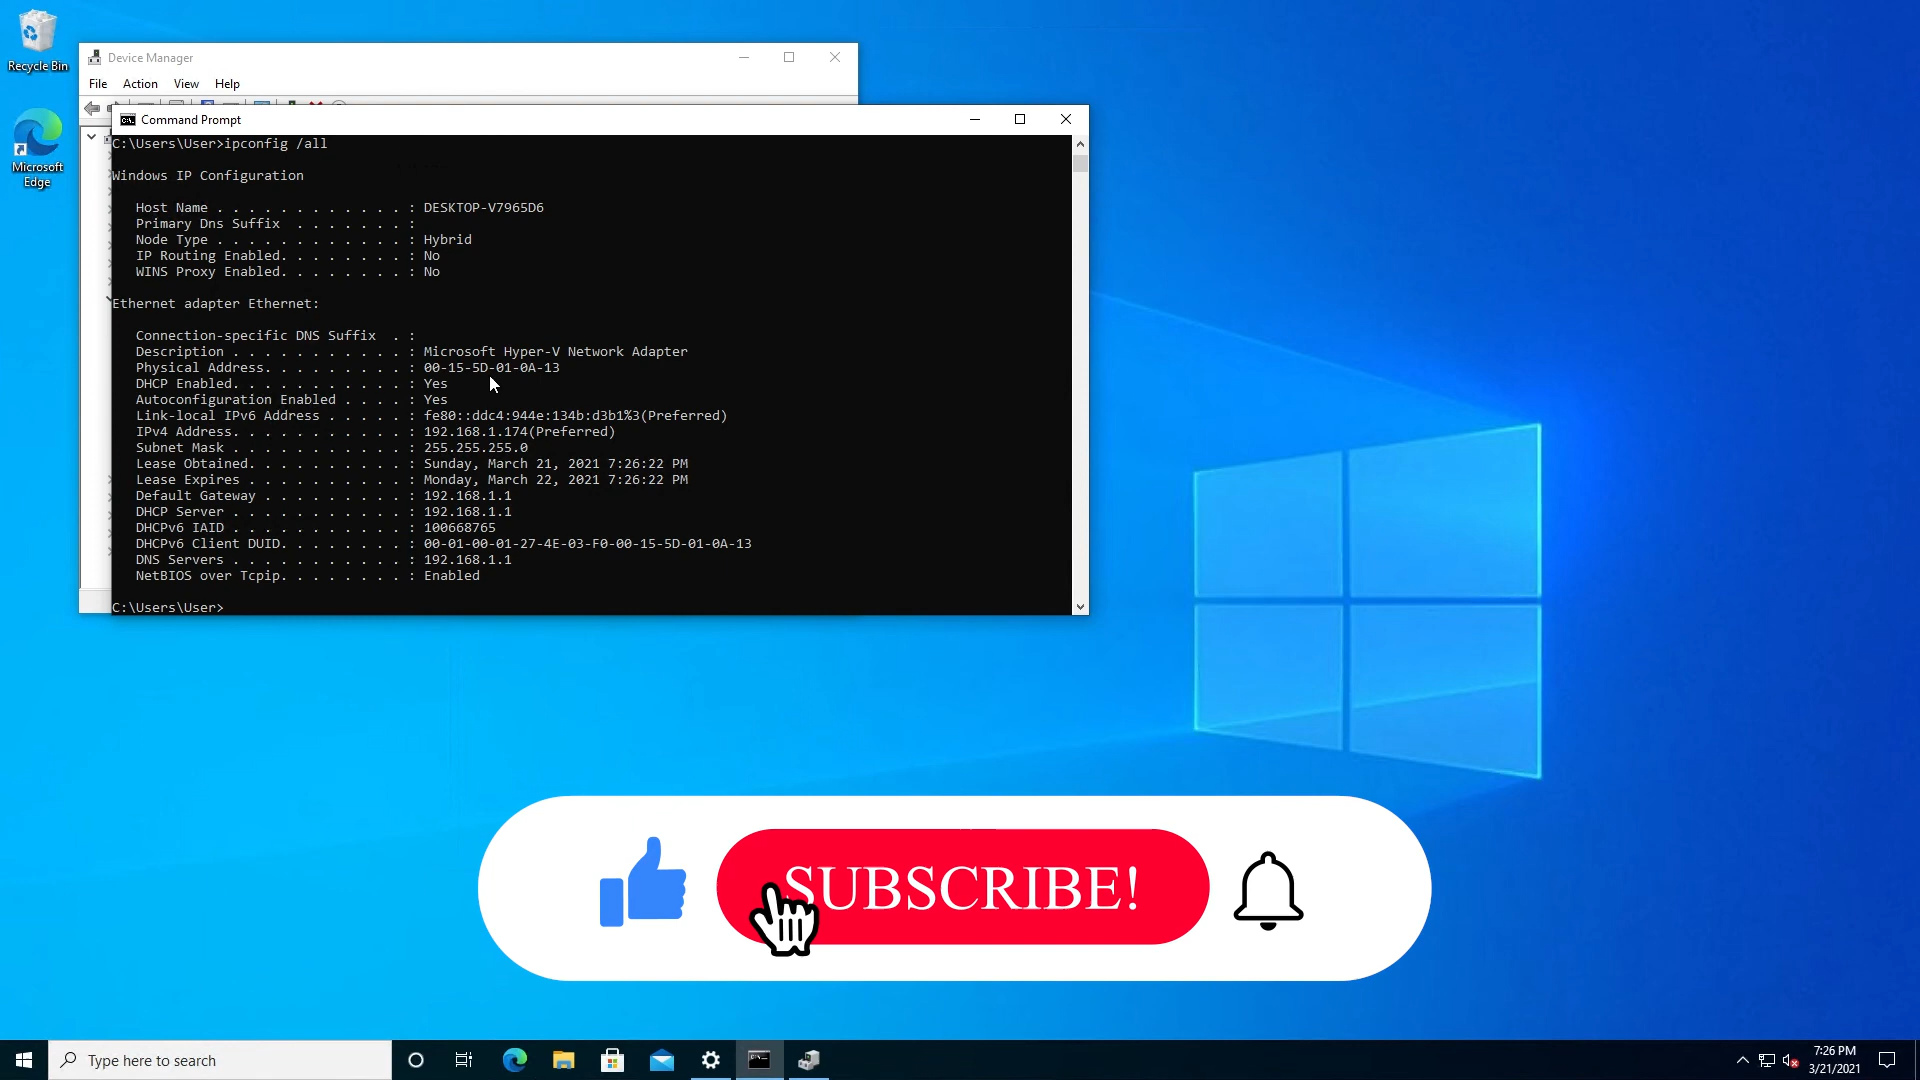 Recycle Bin
Microsoft
Edge
Device Manager
File Action View Help
Command Prompt
C:\Users\User>ipconfig /all
Windows IP Configuration
Host Name . . . . . . . . . . . . : DESKTOP-V7965D6
Primary Dns Suffix . . . . . . . :
Node Type . . . . . . . . . . . . : Hybrid
IP Routing Enabled. . . . . . . . : No
WINS Proxy Enabled. . . . . . . . : No
Ethernet adapter Ethernet:
Connection-specific DNS Suffix . :
Description . . . . . . . . . . . : Microsoft Hyper-V Network Adapter
Physical Address. . . . . . . . . : 00-15-5D-01-0A-13
DHCP Enabled. . . . . . . . . . . : Yes
Autoconfiguration Enabled . . . . : Yes
Link-local IPv6 Address . . . . . : fe80::ddc4:944e:134b:d3b1%3(Preferred)
IPv4 Address. . . . . . . . . . . : 192.168.1.174(Preferred)
Subnet Mask . . . . . . . . . . . : 255.255.255.0
Lease Obtained. . . . . . . . . . : Sunday, March 21, 2021 7:26:22 PM
Lease Expires . . . . . . . . . . : Monday, March 22, 2021 7:26:22 PM
Default Gateway . . . . . . . . . : 192.168.1.1
DHCP Server . . . . . . . . . . . : 192.168.1.1
DHCPv6 IAID . . . . . . . . . . . : 100668765
DHCPv6 Client DUID. . . . . . . . : 00-01-00-01-27-4E-03-F0-00-15-5D-01-0A-13
DNS Servers . . . . . . . . . . . : 192.168.1.1
NetBIOS over Tcpip. . . . . . . . : Enabled
C:\Users\User>
SUBSCRIBE!
Type here to search
7:26 PM
3/21/2021